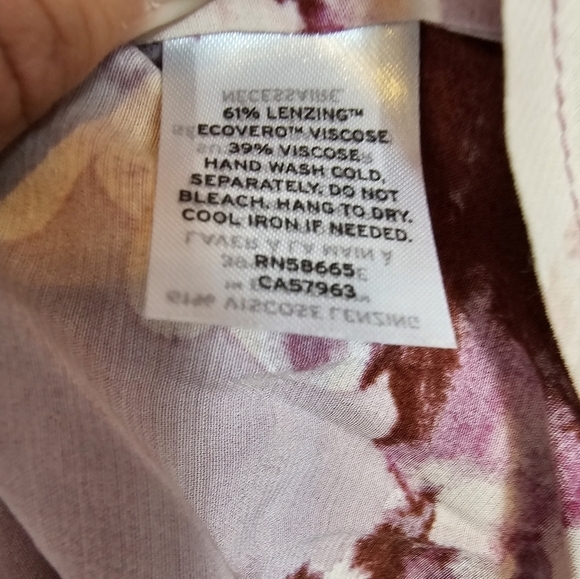 61% LENZING™
ECOVERO™ VISCOSE
39% VISCOSE
HAND WASH COLD,
SEPARATELY. DO NOT
BLEACH. HANG TO DRY.
COOL IRON IF NEEDED.
RN58665
CA57963